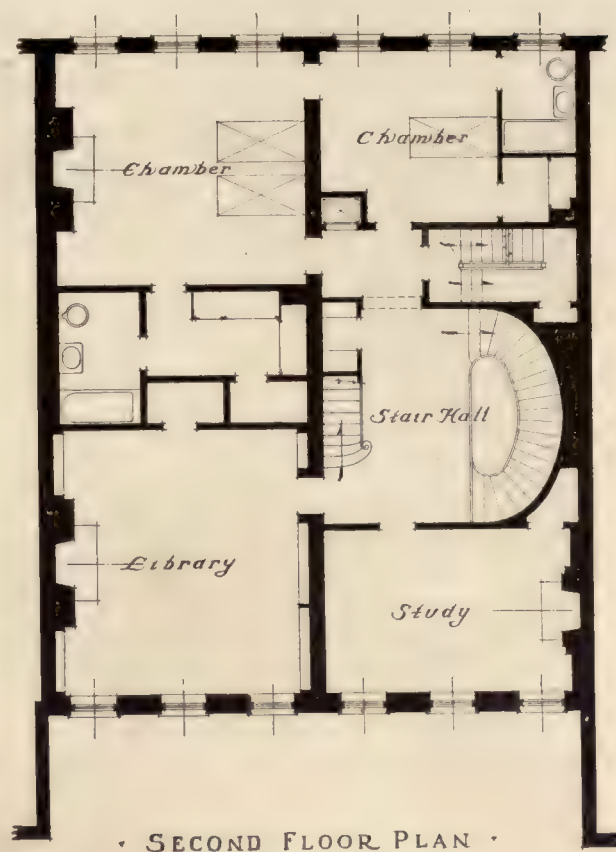 Chamber
Chamber
Stair Hall
Library
Study
· SECOND FLOOR PLAN ·